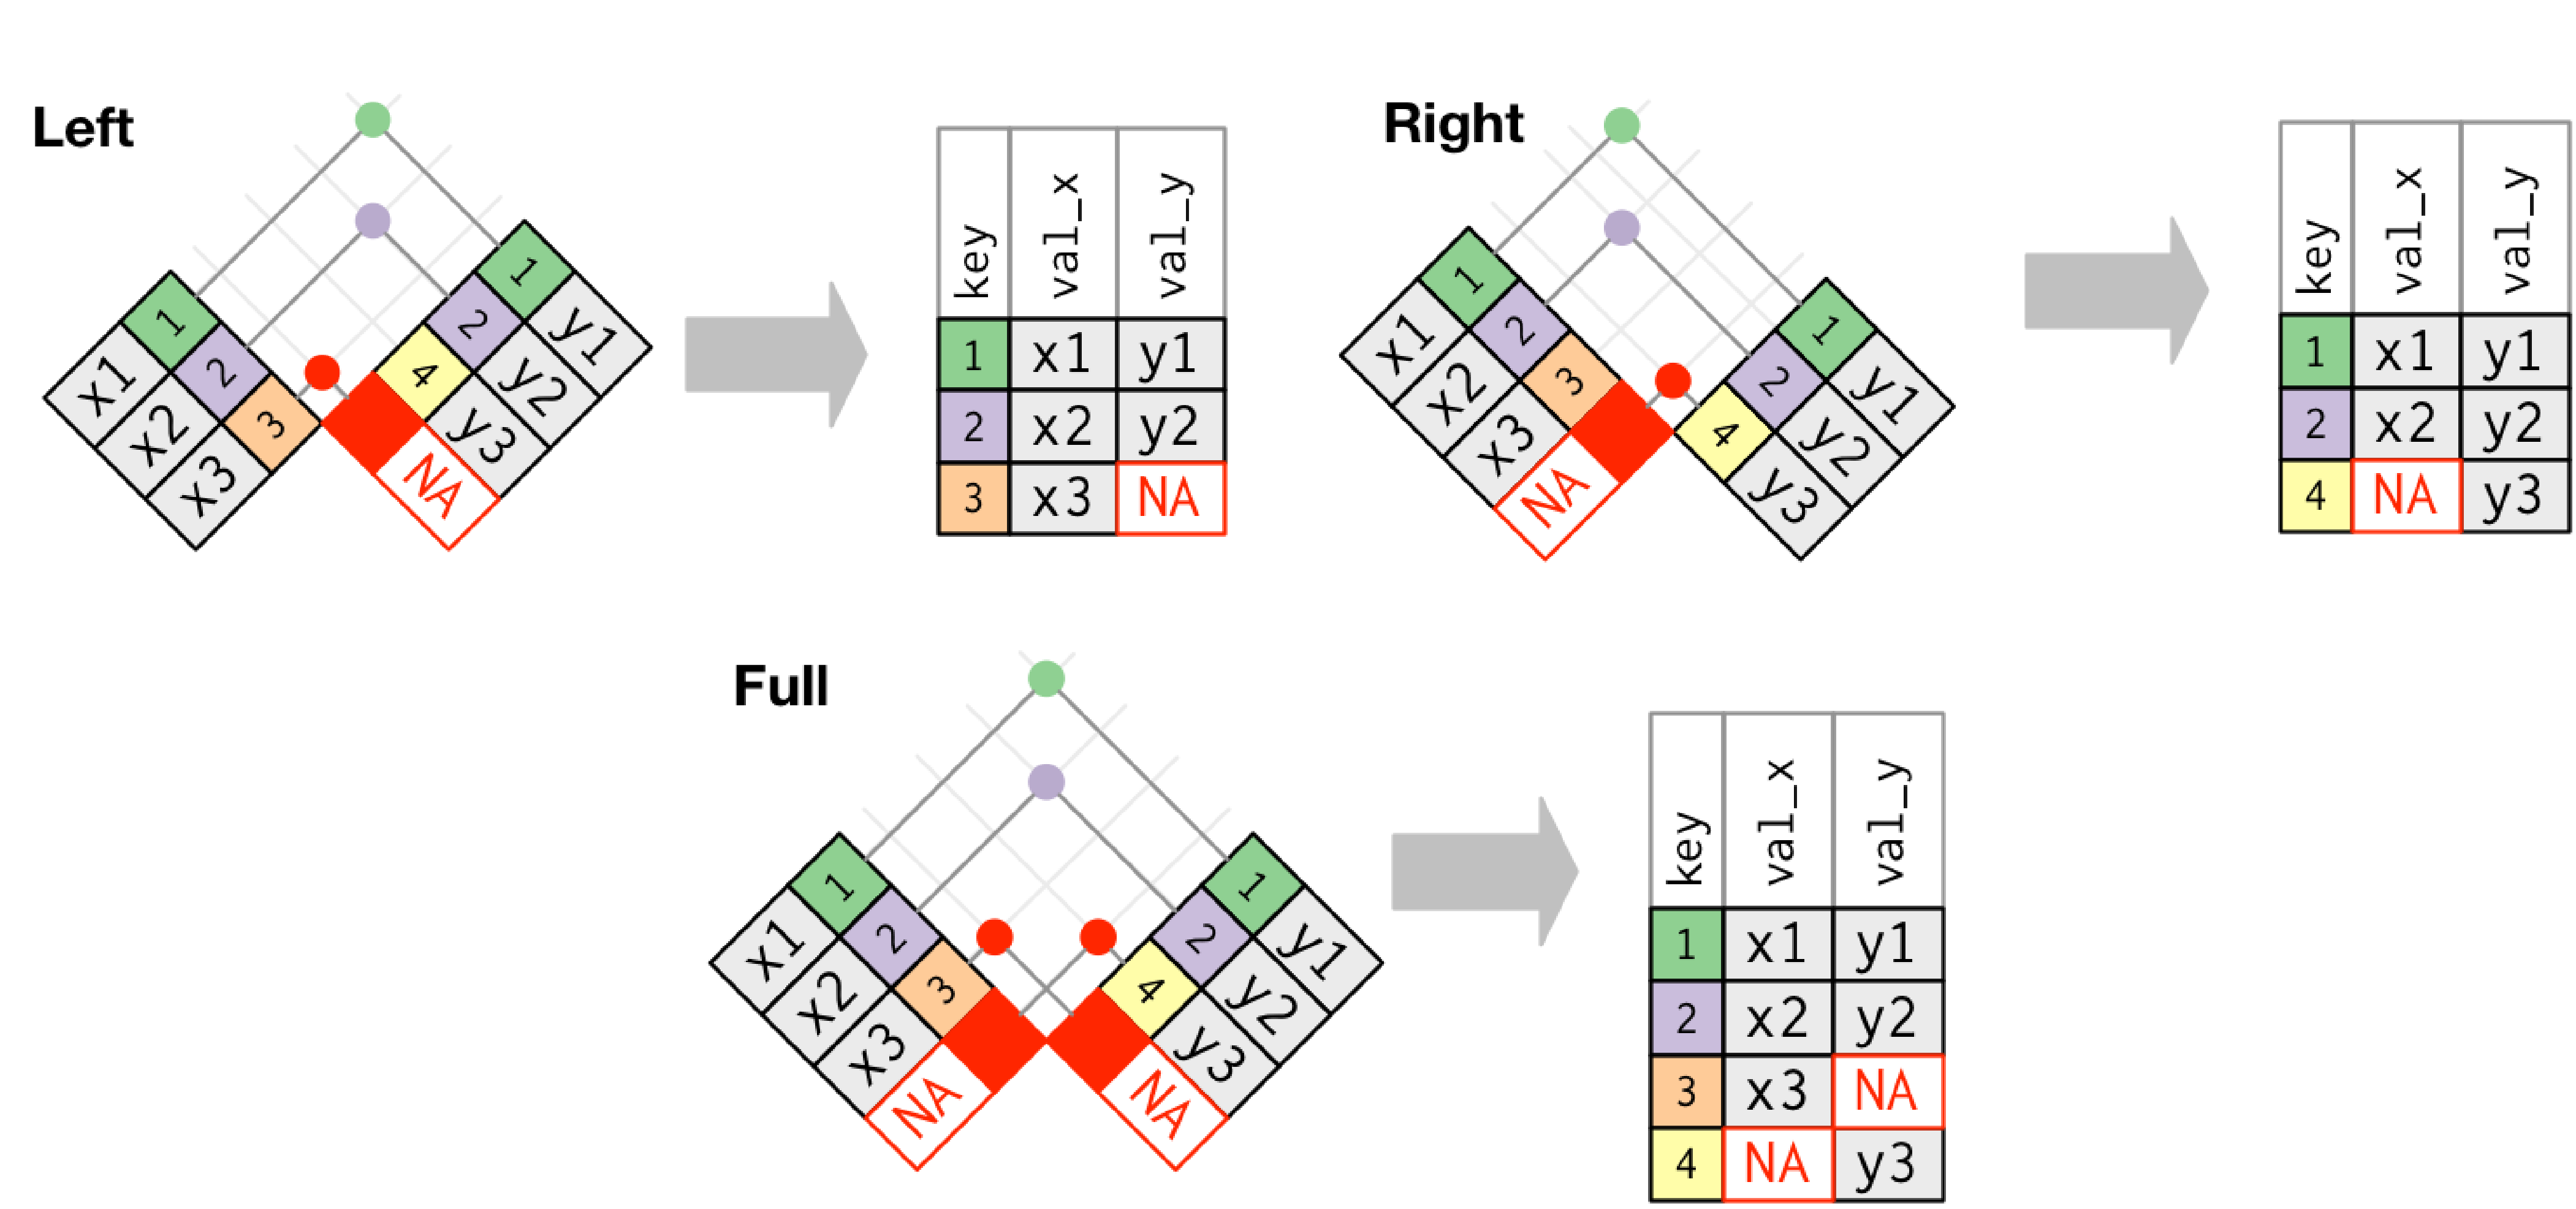 Left
1
2
3
x1
x2
x3
1
2
4
y1
y2
y3
NA
key val_x val_y
1 x1 y1
2 x2 y2
3 x3 NA
Right
1
2
3
x1
x2
x3
NA
1
2
4
y1
y2
y3
key val_x val_y
1 x1 y1
2 x2 y2
4 NA y3
Full
1
2
3
x1
x2
x3
NA
1
2
4
y1
y2
y3
NA
key val_x val_y
1 x1 y1
2 x2 y2
3 x3 NA
4 NA y3